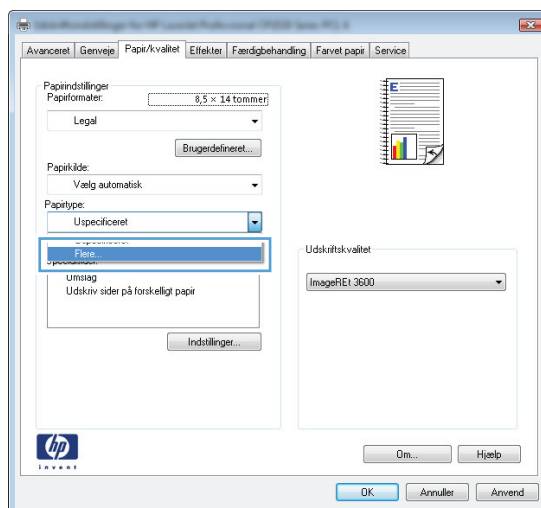 Avanceret Genveje Papir/kvalitet Effekter Færdigbehandling Farvet papir Service
Papirindstillinger
Papirformater: 8,5 × 14 tommer
Legal
Brugerdefineret...
Papirkilde:
Vælg automatisk
Papirtype:
Uspecificeret
Flere...
Umslag
Udskriv sider på forskelligt papir
Indstillinger...
E
Udskriftskvalitet
ImageREt 3600
hp
invent
Om... Hjælp
OK Annuller Anvend